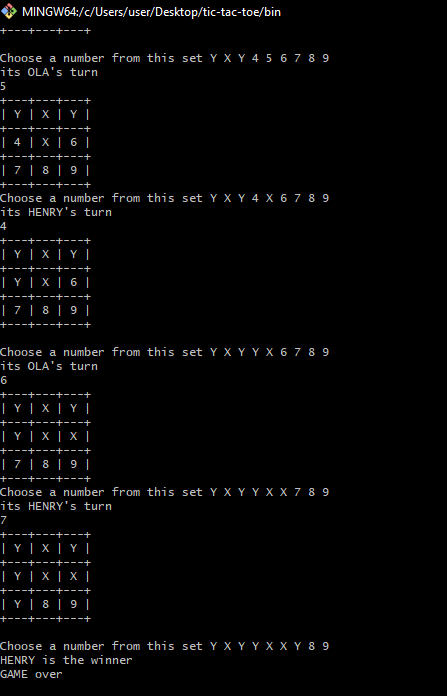 MINGW64:/c/Users/user/Desktop/tic-tac-toe/bin
+---+---+---+
Choose a number from this set Y X Y 4 5 6 7 8 9
its OLA's turn
5
+---+---+---+
| Y | X | Y |
+---+---+---+
| 4 | X | 6 |
+---+---+---+
| 7 | 8 | 9 |
+---+---+---+
Choose a number from this set Y X Y 4 X 6 7 8 9
its HENRY's turn
4
+---+---+---+
| Y | X | Y |
+---+---+---+
| Y | X | 6 |
+---+---+---+
| 7 | 8 | 9 |
+---+---+---+
Choose a number from this set Y X Y Y X 6 7 8 9
its OLA's turn
6
+---+---+---+
| Y | X | Y |
+---+---+---+
| Y | X | X |
+---+---+---+
| 7 | 8 | 9 |
+---+---+---+
Choose a number from this set Y X Y Y X X 7 8 9
its HENRY's turn
7
+---+---+---+
| Y | X | Y |
+---+---+---+
| Y | X | X |
+---+---+---+
| Y | 8 | 9 |
+---+---+---+
Choose a number from this set Y X Y Y X X Y 8 9
HENRY is the winner
GAME over